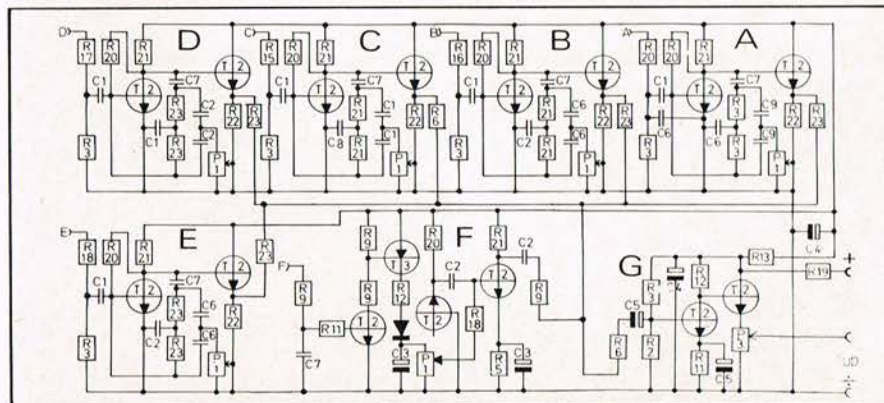 D R17 R20 D R21 T2 C R15 R20 C R21 T2 B R16 R20 B R21 T2 A R20 R20 A R21 T2
C1 C7 C1 C7 C1 C7 C1 C7
T2 R23 C2 R22 R23 T2 R21 C1 R22 R6 T2 R21 C6 R22 R23 T2 R3 C9 R22 R23
R3 C1 R23 C2 P1 R3 C8 R21 C1 P1 R3 C2 R21 C6 P1 R3 C6 C6 R3 C9 P1
E R18 R20 R21 E T2 R23 F R9 T3 R20 F R21 C2 G R13 C4 +
C1 C7 R9 R9 R12 C2 T2 R9 C5 R3 R12 T2 R19
T2 R23 C6 R22 R11 T2 T2 R18 T2 P3
R3 C2 R23 C6 P1 C7 C3 P1 R5 C3 R6 R2 R11 C5 UD
÷